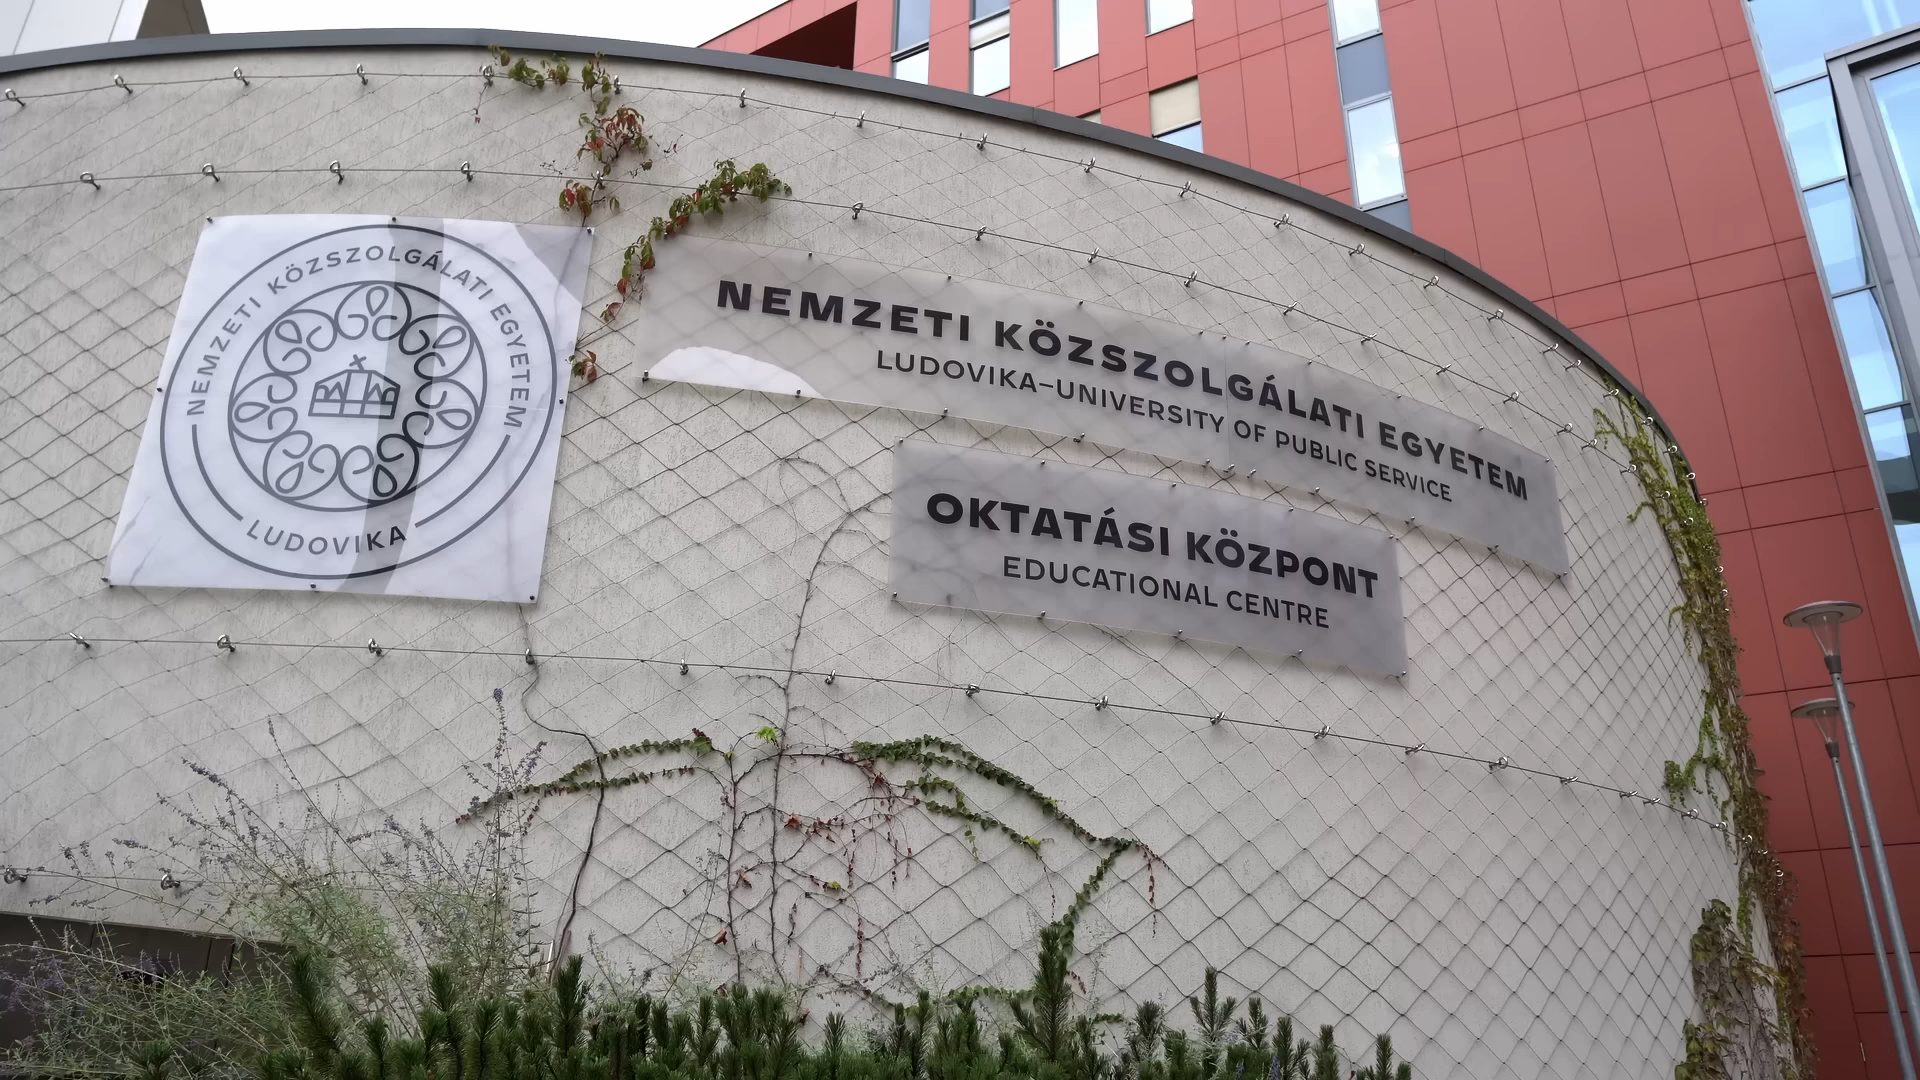 NEMZETI KÖZSZOLGÁLATI EGYETEM
LUDOVIKA
NEMZETI KÖZSZOLGÁLATI EGYETEM
LUDOVIKA–UNIVERSITY OF PUBLIC SERVICE
OKTATÁSI KÖZPONT
EDUCATIONAL CENTRE